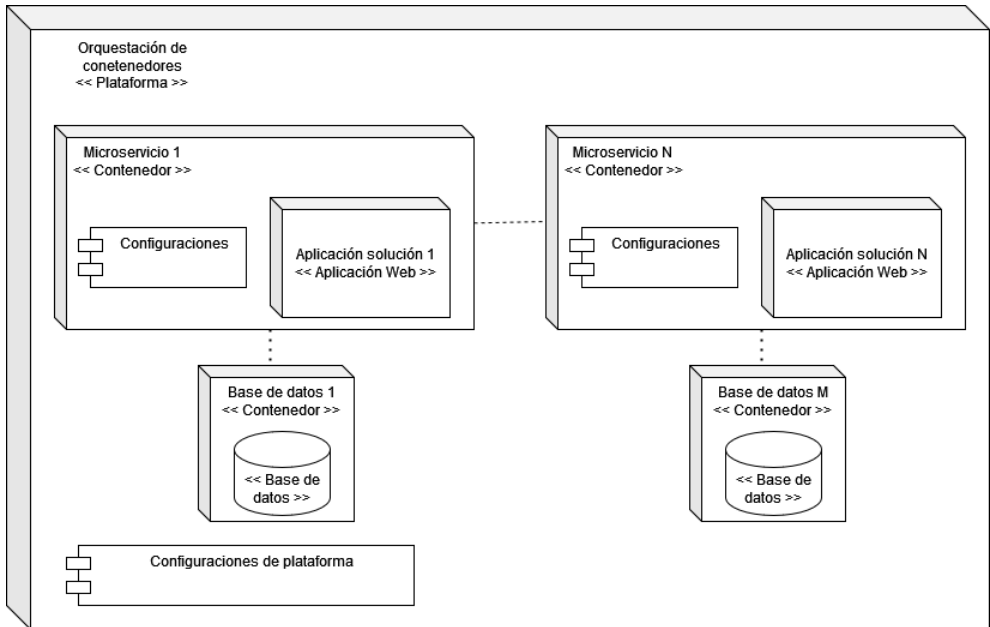 Orquestación de
conetenedores
<< Plataforma >>
Microservicio 1
<< Contenedor >>
Configuraciones
Aplicación solución 1
<< Aplicación Web >>
Microservicio N
<< Contenedor >>
Configuraciones
Aplicación solución N
<< Aplicación Web >>
Base de datos 1
<< Contenedor >>
<< Base de
datos >>
Base de datos M
<< Contenedor >>
<< Base de
datos >>
Configuraciones de plataforma